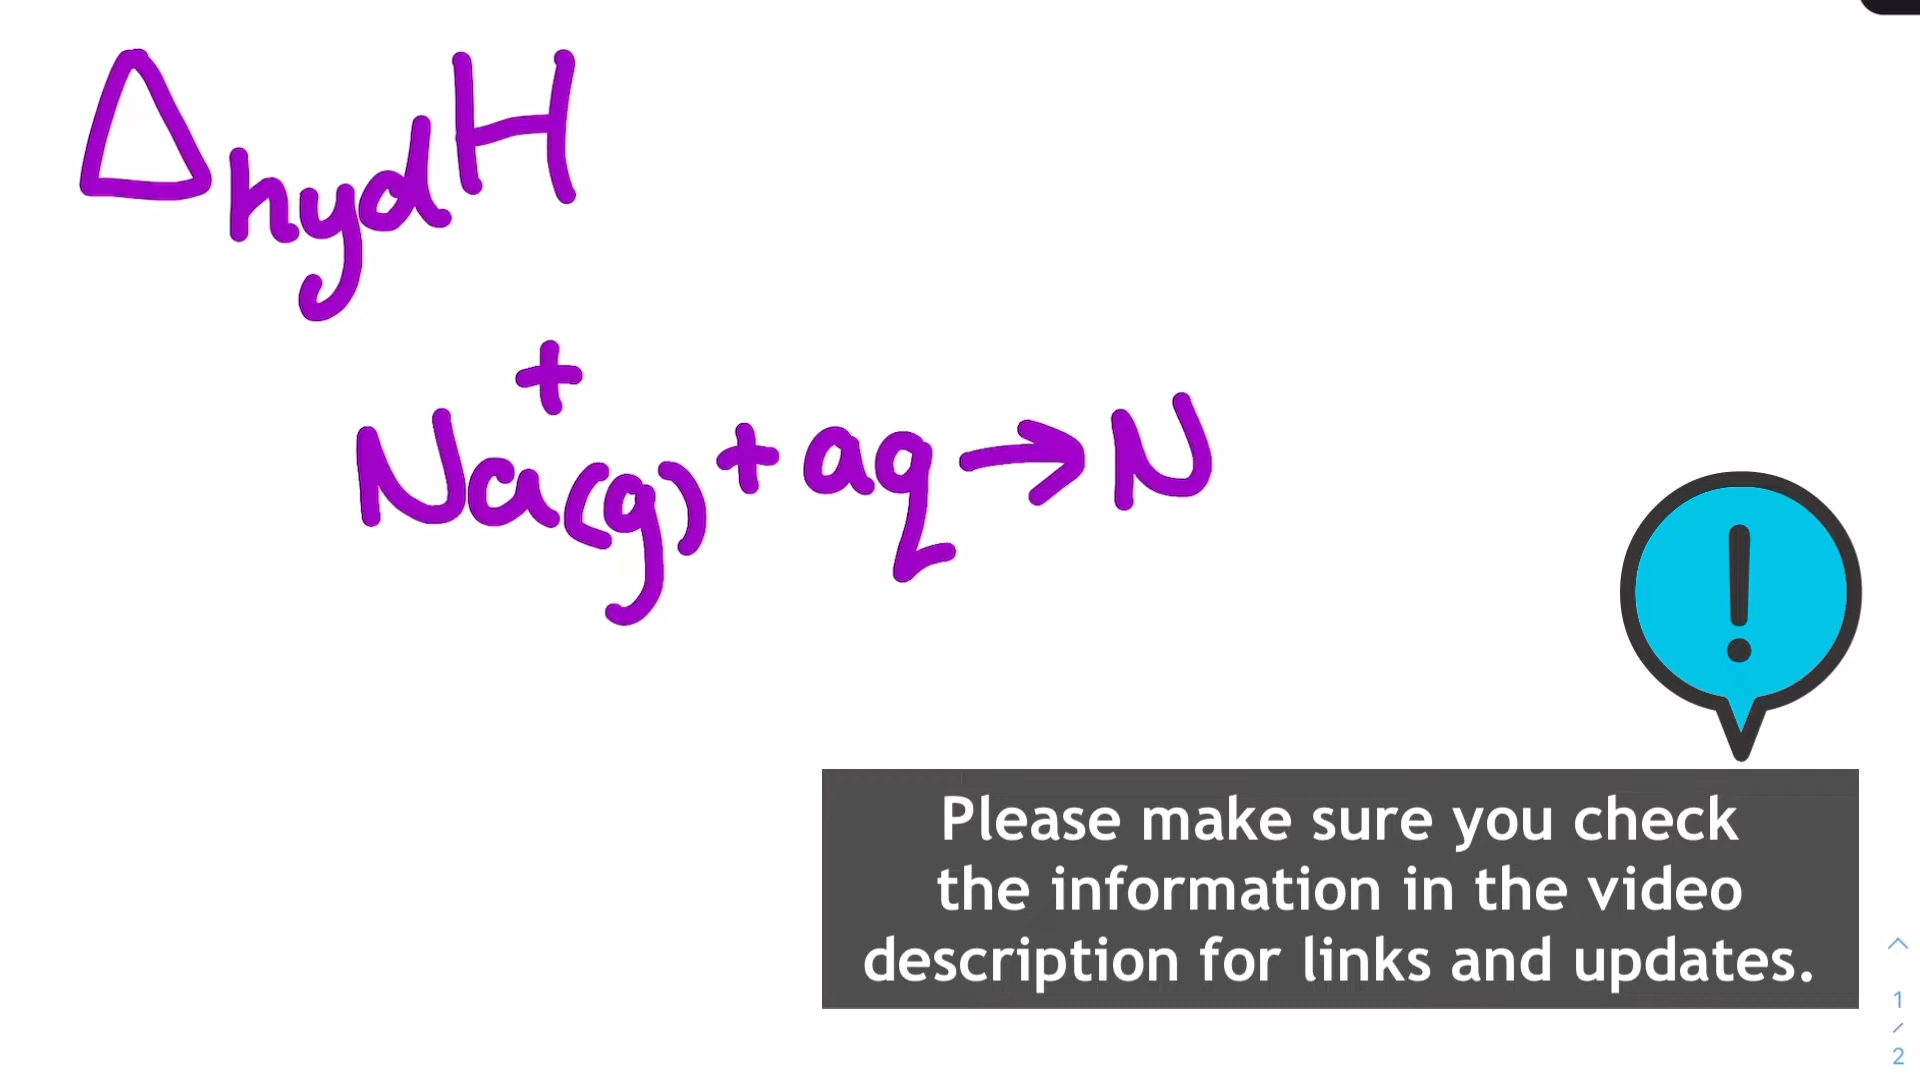 ΔhydH
Na⁺(g) + aq → N
!
Please make sure you check
the information in the video
description for links and updates.
1
/
2